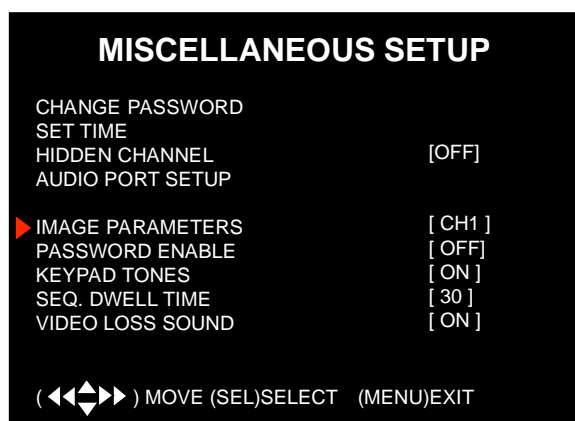 MISCELLANEOUS SETUP
CHANGE PASSWORD
SET TIME
HIDDEN CHANNEL [OFF]
AUDIO PORT SETUP
IMAGE PARAMETERS [ CH1 ]
PASSWORD ENABLE [ OFF]
KEYPAD TONES [ ON ]
SEQ. DWELL TIME [ 30 ]
VIDEO LOSS SOUND [ ON ]
( ) MOVE (SEL)SELECT (MENU)EXIT